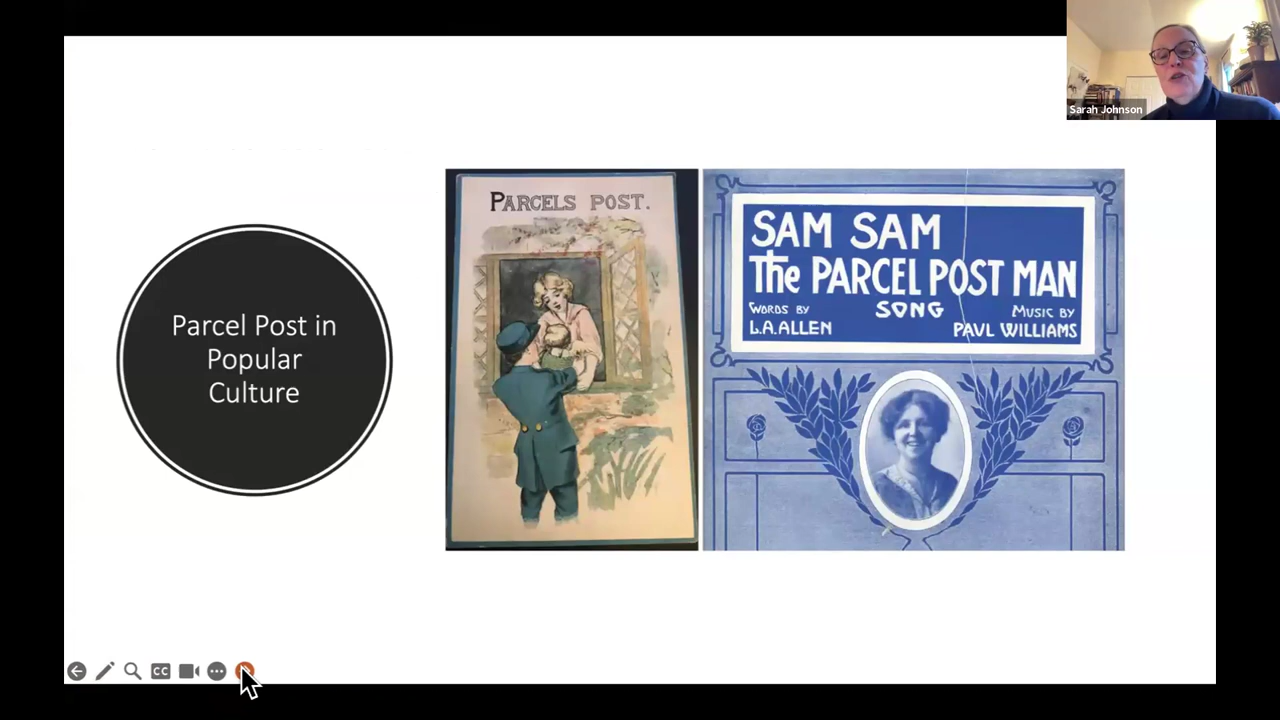 Sarah Johnson
Parcel Post in
Popular
Culture
PARCELS POST.
SAM SAM
The PARCEL POST MAN
SONG
WORDS BY
L.A.ALLEN
MUSIC BY
PAUL WILLIAMS
CC